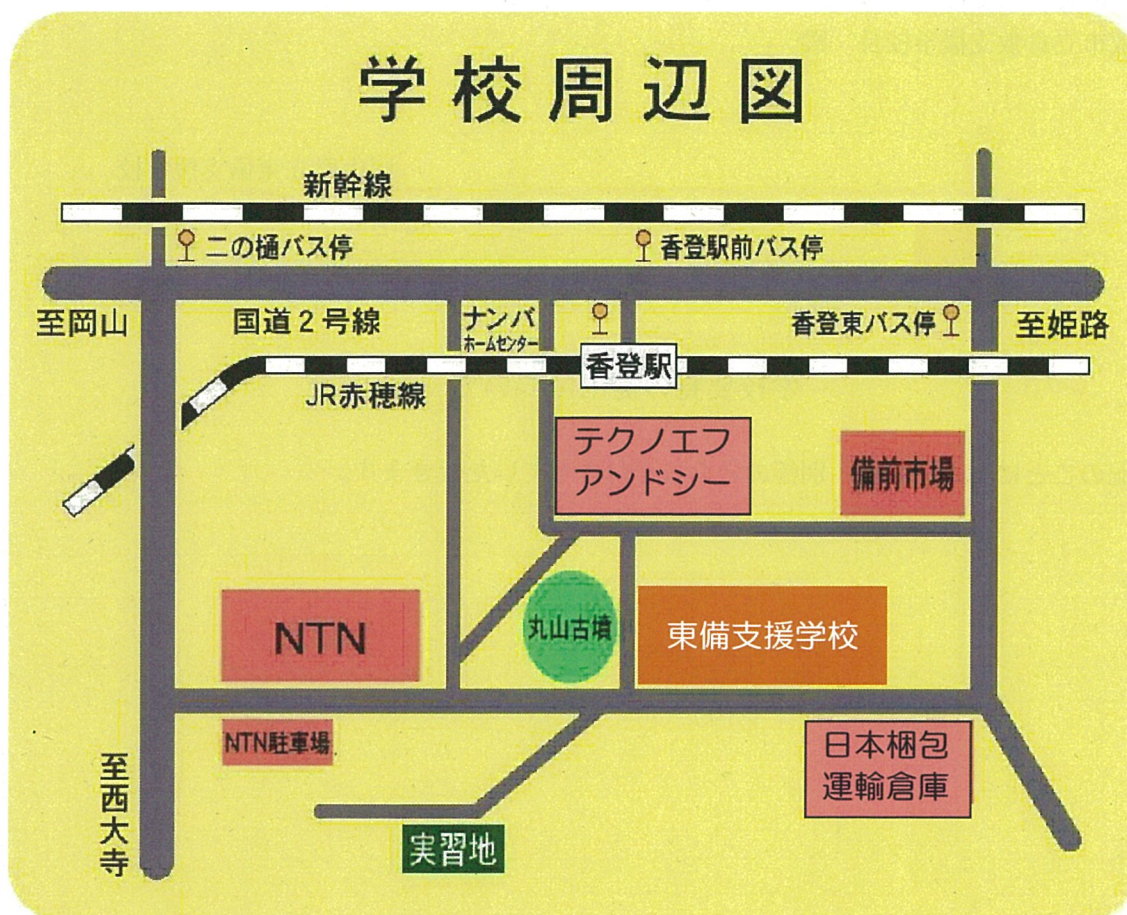 学校周辺図
新幹線
二の樋バス停
香登駅前バス停
至岡山
国道2号線
ナンバ
ホームセンター
香登東バス停
至姫路
香登駅
JR赤穂線
テクノエフ
アンドシー
備前市場
NTN
丸山古墳
東備支援学校
NTN駐車場
日本梱包
運輸倉庫
至西大寺
実習地